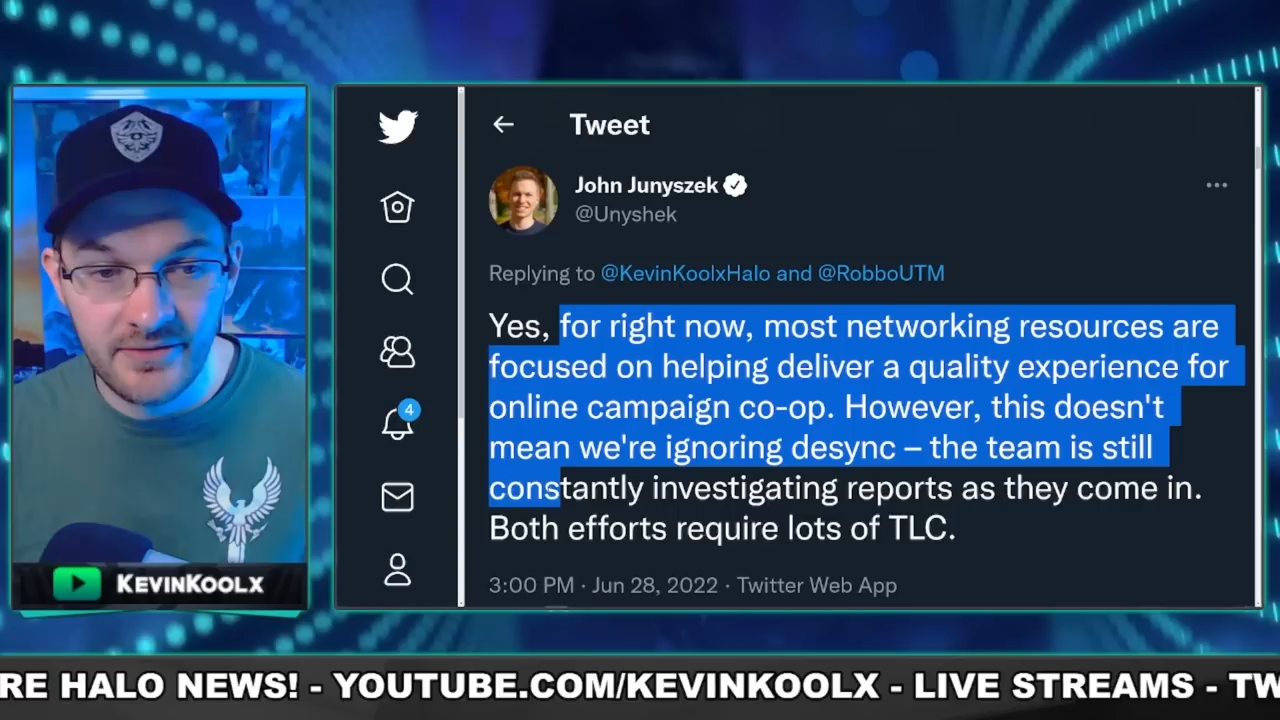 Tweet
John Junyszek
@Unyshek
Replying to @KevinKoolxHalo and @RobboUTM
Yes, for right now, most networking resources are
focused on helping deliver a quality experience for
online campaign co-op. However, this doesn't
mean we're ignoring desync – the team is still
constantly investigating reports as they come in.
Both efforts require lots of TLC.
3:00 PM · Jun 28, 2022 · Twitter Web App
4
KEVINKOOLX
RE HALO NEWS! - YOUTUBE.COM/KEVINKOOLX - LIVE STREAMS - TW